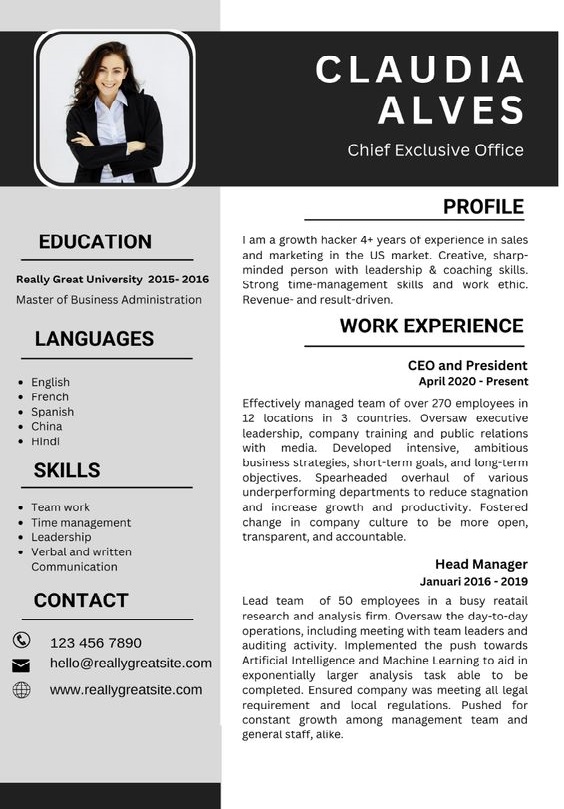 CLAUDIA
ALVES
Chief Exclusive Office
EDUCATION
Really Great University 2015- 2016
Master of Business Administration
LANGUAGES
English
French
Spanish
China
Hindi
SKILLS
Team work
Time management
Leadership
Verbal and written
Communication
CONTACT
123 456 7890
hello@reallygreatsite.com
www.reallygreatsite.com
PROFILE
I am a growth hacker 4+ years of experience in sales
and marketing in the US market. Creative, sharp-
minded person with leadership & coaching skills.
Strong time-management skills and work ethic.
Revenue- and result-driven.
WORK EXPERIENCE
CEO and President
April 2020 - Present
Effectively managed team of over 270 employees in
12 locations in 3 countries. Oversaw executive
leadership, company training and public relations
with media. Developed intensive, ambitious
business strategies, short-term goals, and long-term
objectives. Spearheaded overhaul of various
underperforming departments to reduce stagnation
and increase growth and productivity. Fostered
change in company culture to be more open,
transparent, and accountable.
Head Manager
Januari 2016 - 2019
Lead team of 50 employees in a busy reatail
research and analysis firm. Oversaw the day-to-day
operations, including meeting with team leaders and
auditing activity. Implemented the push towards
Artificial Intelligence and Machine Learning to aid in
exponentially larger analysis task able to be
completed. Ensured company was meeting all legal
requirement and local regulations. Pushed for
constant growth among management team and
general staff, alike.